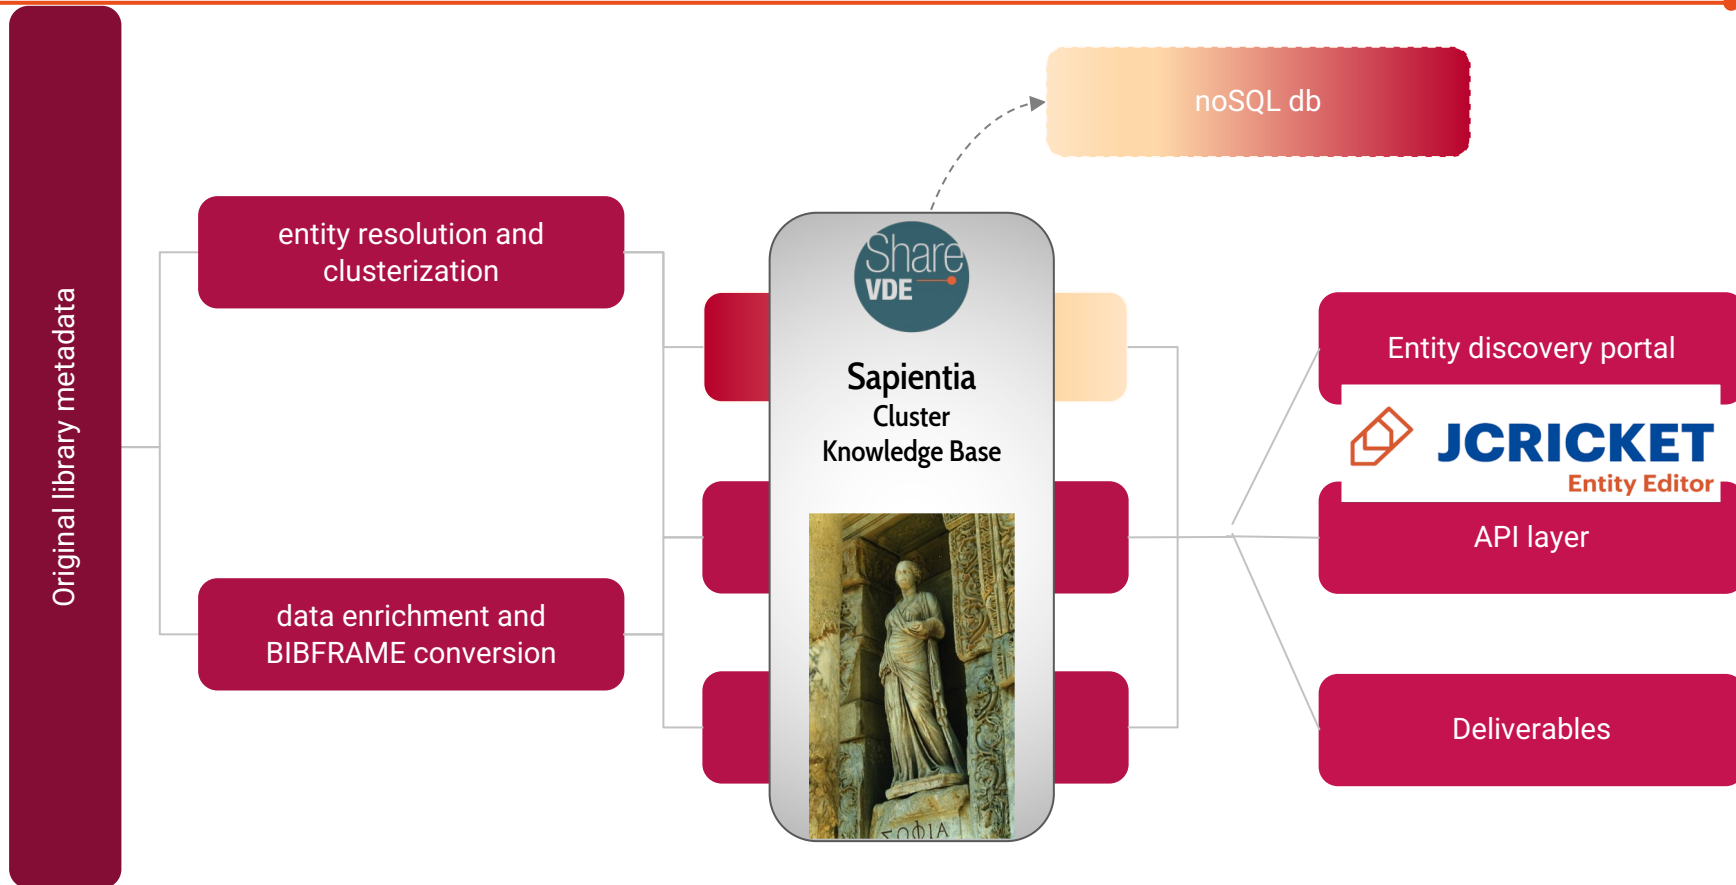 Original library metadata
entity resolution and
clusterization
data enrichment and
BIBFRAME conversion
noSQL db
Share
VDE
Sapientia
Cluster
Knowledge Base
ΣΟΦΙΑ
Entity discovery portal
JCRICKET
Entity Editor
API layer
Deliverables